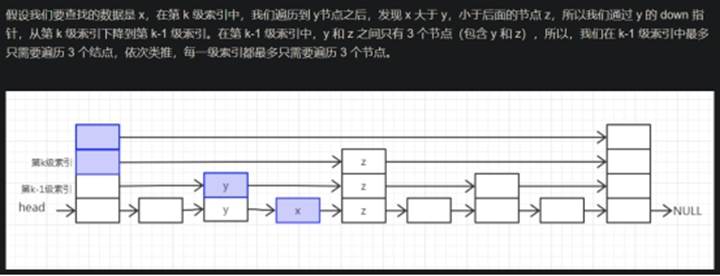 假设我们要查找的数据是 x，在第 k 级索引中，我们遍历到 y节点之后，发现 x 大于 y，小于后面的节点 z，所以我们通过 y 的 down 指
针，从第 k 级索引下降到第 k-1 级索引。在第 k-1 级索引中，y 和 z 之间只有 3 个节点（包含 y 和 z），所以，我们在 k-1 级索引中最多
只需要遍历 3 个结点，依次类推，每一级索引都最多只需要遍历 3 个节点。
第k级索引
z
第k-1级索引
y
z
head
y
x
z
NULL